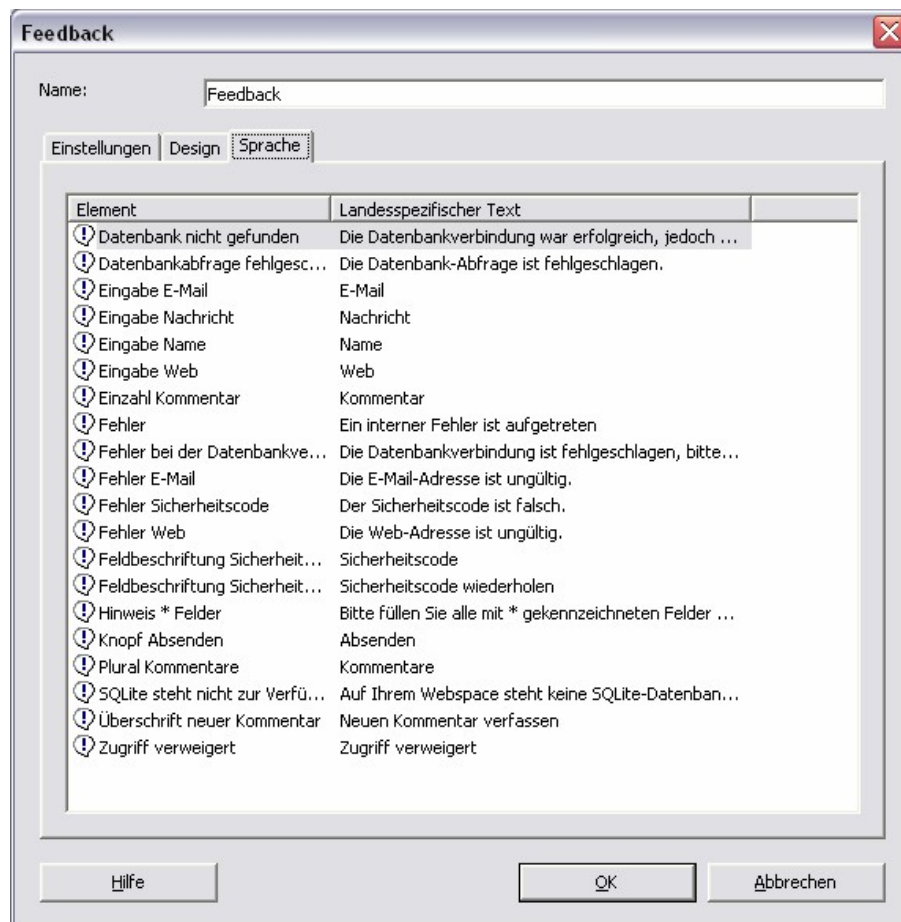 Feedback
Name:
Feedback
Einstellungen Design Sprache
Element Landesspezifischer Text
Datenbank nicht gefunden Die Datenbankverbindung war erfolgreich, jedoch ...
Datenbankabfrage fehlgesc... Die Datenbank-Abfrage ist fehlgeschlagen.
Eingabe E-Mail E-Mail
Eingabe Nachricht Nachricht
Eingabe Name Name
Eingabe Web Web
Einzahl Kommentar Kommentar
Fehler Ein interner Fehler ist aufgetreten
Fehler bei der Datenbankve... Die Datenbankverbindung ist fehlgeschlagen, bitte...
Fehler E-Mail Die E-Mail-Adresse ist ungültig.
Fehler Sicherheitscode Der Sicherheitscode ist falsch.
Fehler Web Die Web-Adresse ist ungültig.
Feldbeschriftung Sicherheit... Sicherheitscode
Feldbeschriftung Sicherheit... Sicherheitscode wiederholen
Hinweis * Felder Bitte füllen Sie alle mit * gekennzeichneten Felder ...
Knopf Absenden Absenden
Plural Kommentare Kommentare
SQLite steht nicht zur Verfü... Auf Ihrem Webspace steht keine SQLite-Datenban...
Überschrift neuer Kommentar Neuen Kommentar verfassen
Zugriff verweigert Zugriff verweigert
Hilfe OK Abbrechen